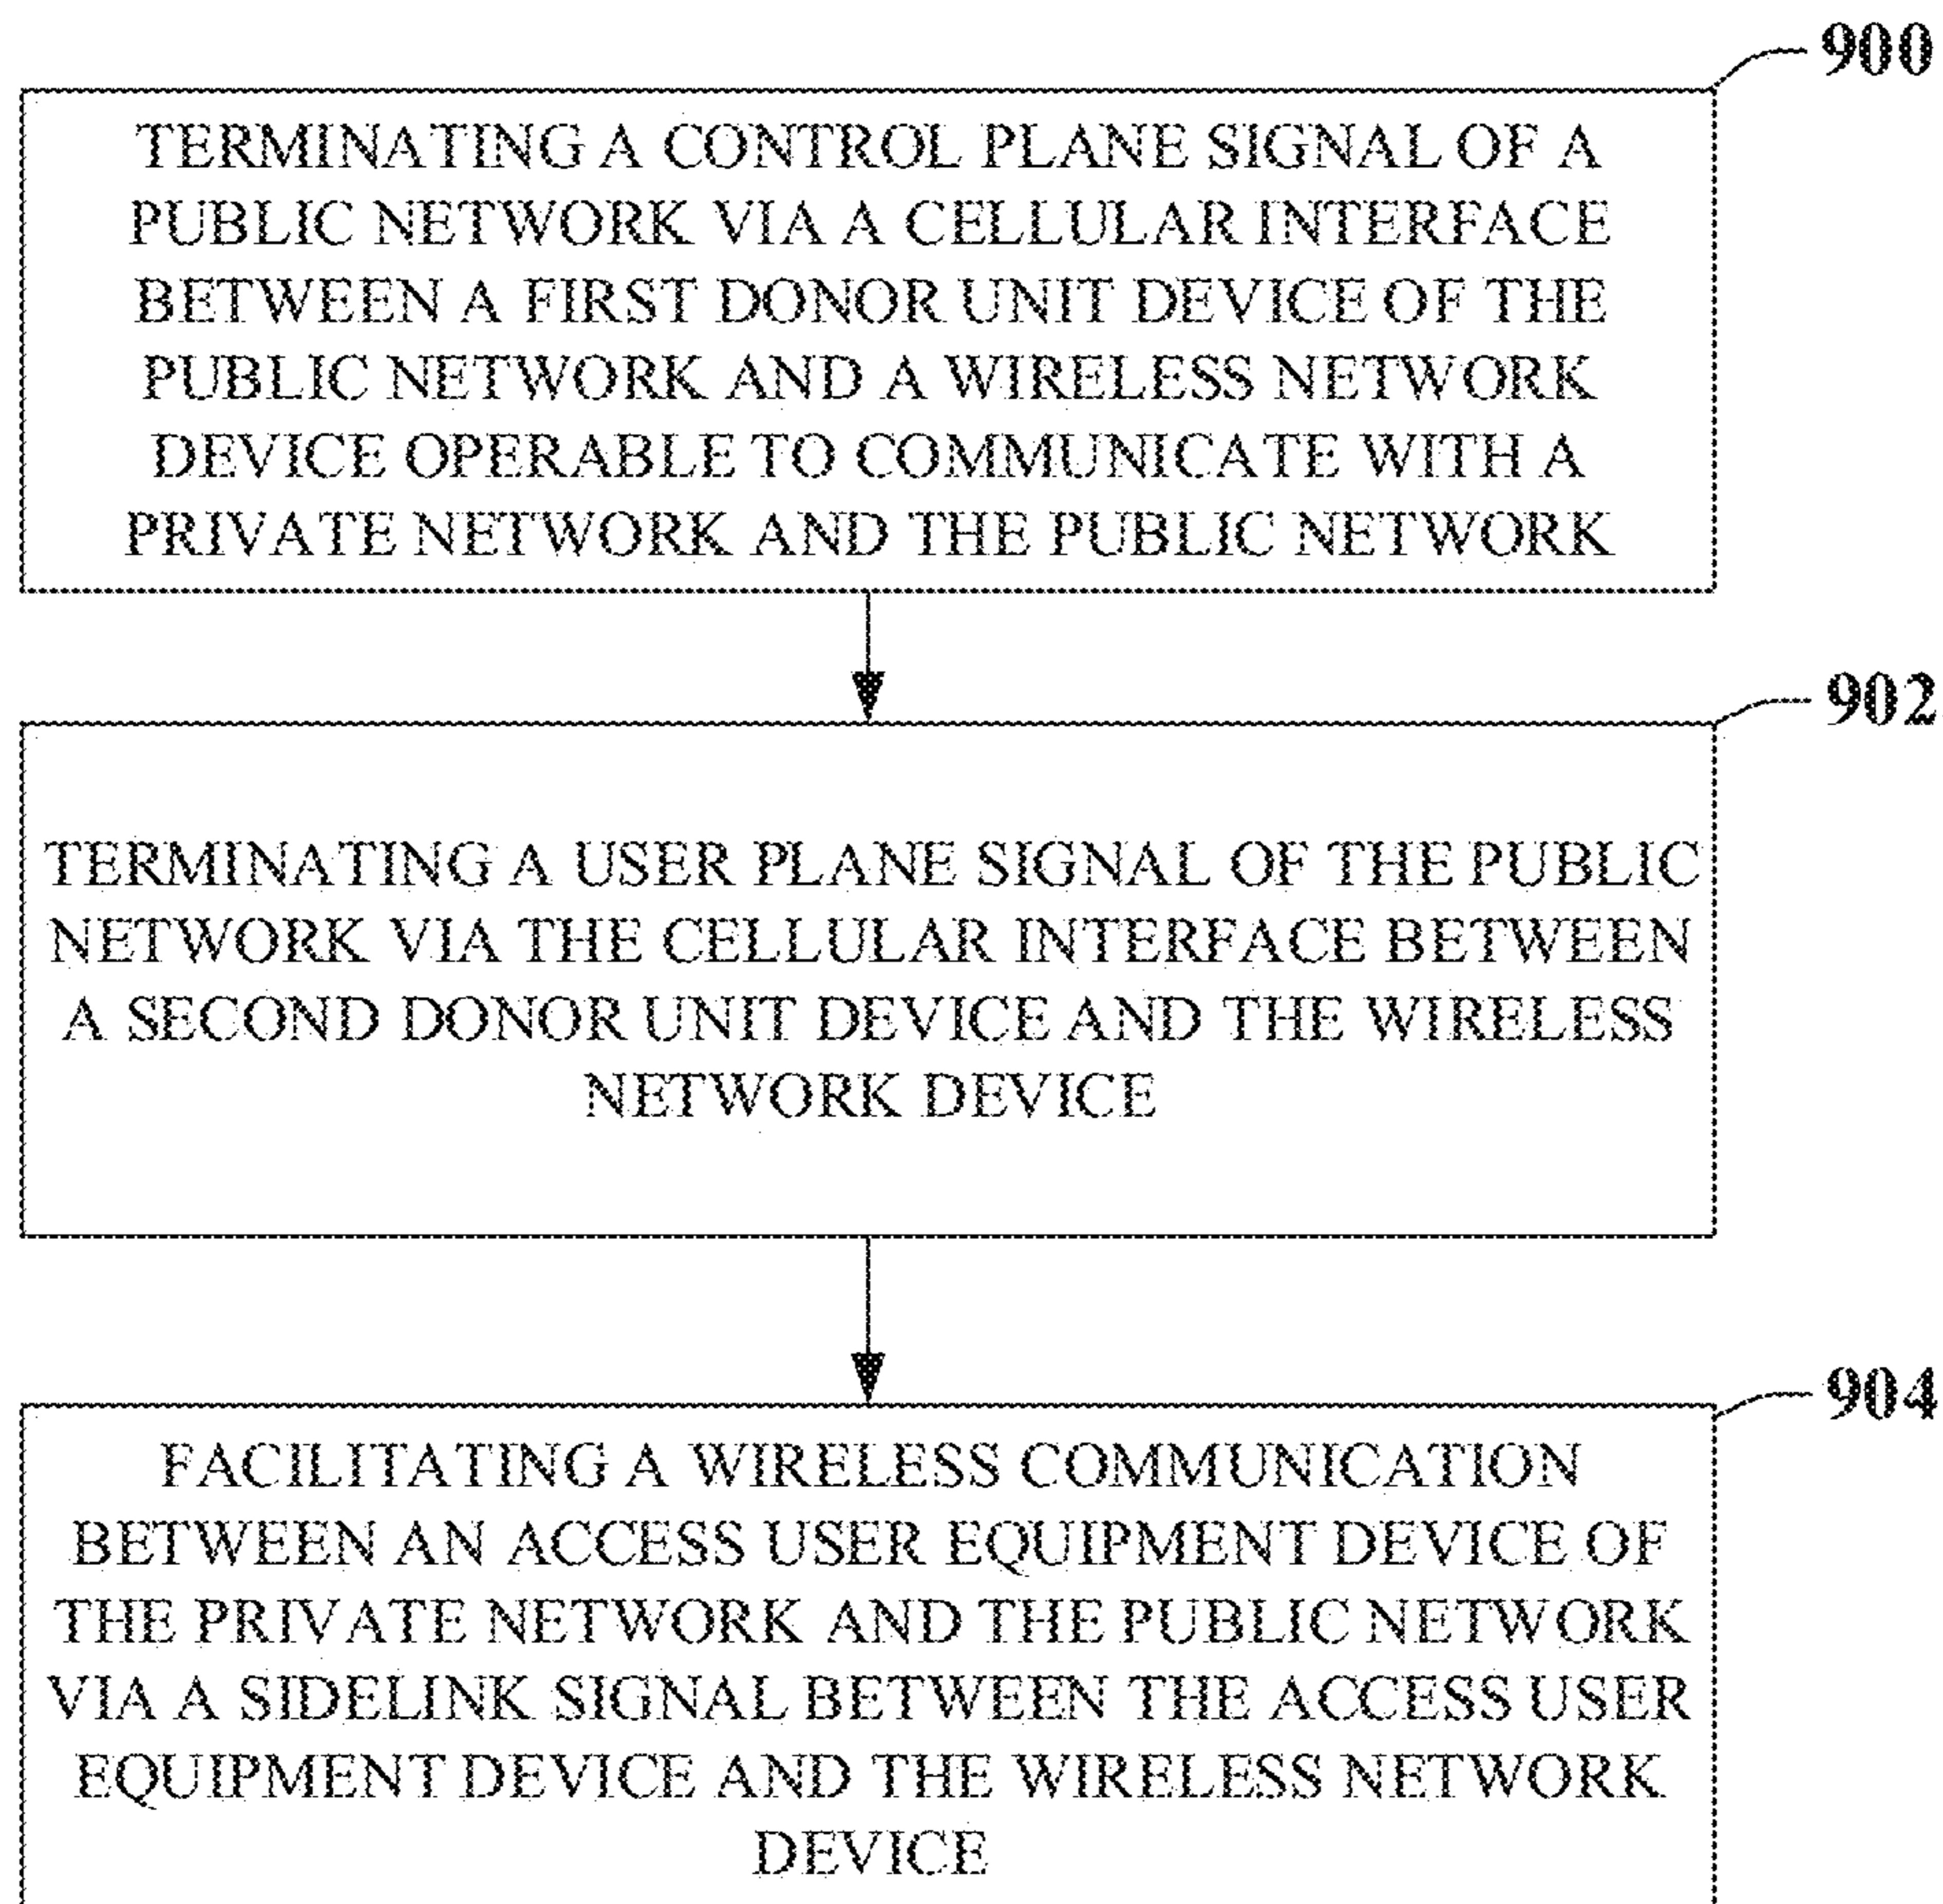 900
TERMINATING A CONTROL PLANE SIGNAL OF A
PUBLIC NETWORK VIA A CELLULAR INTERFACE
BETWEEN A FIRST DONOR UNIT DEVICE OF THE
PUBLIC NETWORK AND A WIRELESS NETWORK
DEVICE OPERABLE TO COMMUNICATE WITH A
PRIVATE NETWORK AND THE PUBLIC NETWORK
902
TERMINATING A USER PLANE SIGNAL OF THE PUBLIC
NETWORK VIA THE CELLULAR INTERFACE BETWEEN
A SECOND DONOR UNIT DEVICE AND THE WIRELESS
NETWORK DEVICE
904
FACILITATING A WIRELESS COMMUNICATION
BETWEEN AN ACCESS USER EQUIPMENT DEVICE OF
THE PRIVATE NETWORK AND THE PUBLIC NETWORK
VIA A SIDELINK SIGNAL BETWEEN THE ACCESS USER
EQUIPMENT DEVICE AND THE WIRELESS NETWORK
DEVICE